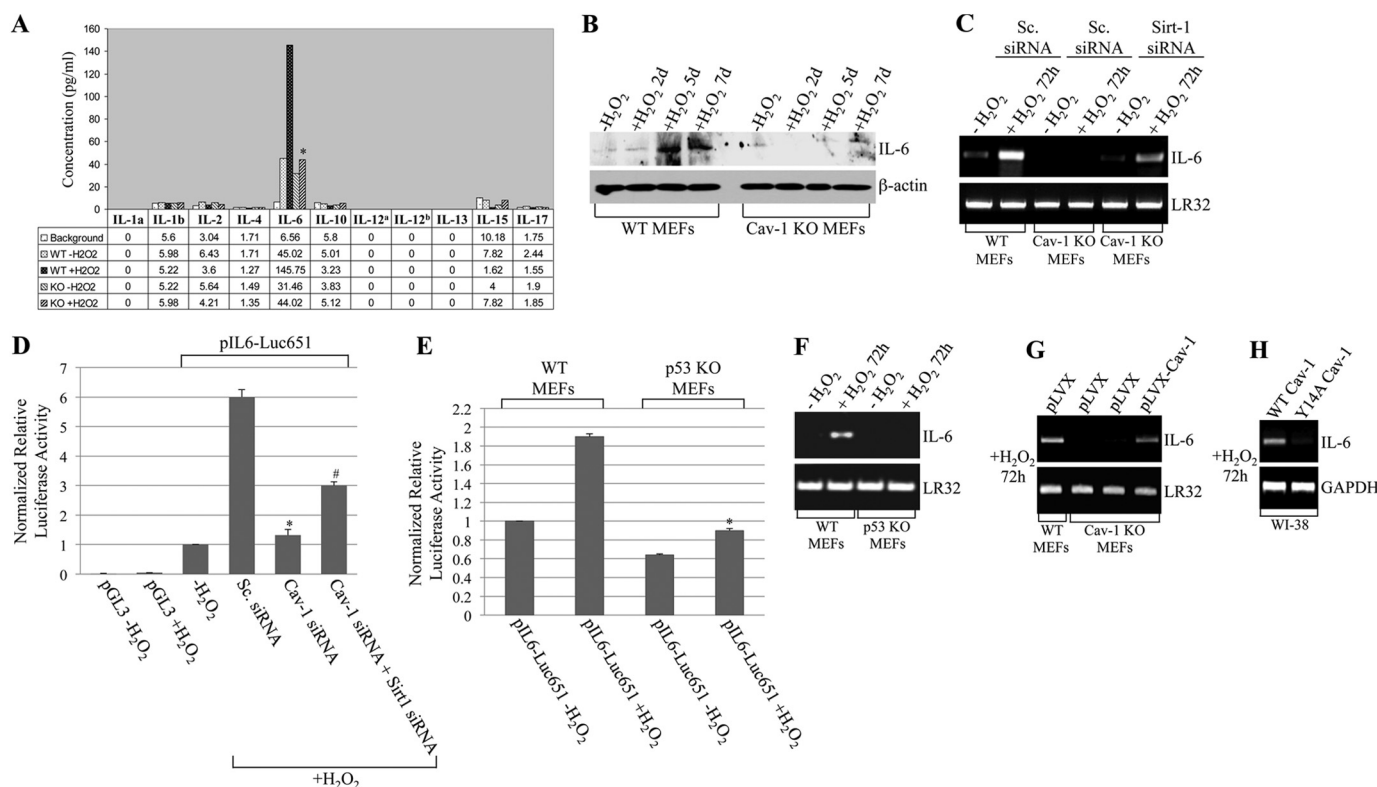 A
Concentration (pg/ml)
160
140
120
100
80
60
40
20
0
*
IL-1a IL-1b IL-2 IL-4 IL-6 IL-10 IL-12ᵃ IL-12ᵇ IL-13 IL-15 IL-17
Background 0 5.6 3.04 1.71 6.56 5.8 0 0 0 10.18 1.75
WT -H2O2 0 5.98 6.43 1.71 45.02 5.01 0 0 0 7.82 2.44
WT +H2O2 0 5.22 3.6 1.27 145.75 3.23 0 0 0 1.62 1.55
KO -H2O2 0 5.22 5.64 1.49 31.46 3.83 0 0 0 4 1.9
KO +H2O2 0 5.98 4.21 1.35 44.02 5.12 0 0 0 7.82 1.85
B
-H₂O₂ +H₂O₂ 2d +H₂O₂ 5d +H₂O₂ 7d -H₂O₂ +H₂O₂ 2d +H₂O₂ 5d +H₂O₂ 7d
IL-6
β-actin
WT MEFs Cav-1 KO MEFs
C
Sc. Sc. Sirt-1
siRNA siRNA siRNA
- H₂O₂ + H₂O₂ 72h - H₂O₂ + H₂O₂ 72h - H₂O₂ + H₂O₂ 72h
IL-6
LR32
WT Cav-1 KO Cav-1 KO
MEFs MEFs MEFs
D
pIL6-Luc651
Normalized Relative
Luciferase Activity
7
6
5
4
3
2
1
0
* #
pGL3 -H₂O₂ pGL3 +H₂O₂ -H₂O₂ Sc. siRNA Cav-1 siRNA Cav-1 siRNA + Sirt1 siRNA
+H₂O₂
E
WT p53 KO
MEFs MEFs
Normalized Relative
Luciferase Activity
2.2
2
1.8
1.6
1.4
1.2
1
0.8
0.6
0.4
0.2
0
*
pIL6-Luc651 -H₂O₂ pIL6-Luc651 +H₂O₂ pIL6-Luc651 -H₂O₂ pIL6-Luc651 +H₂O₂
F
- H₂O₂ + H₂O₂ 72h - H₂O₂ + H₂O₂ 72h
IL-6
LR32
WT p53 KO
MEFs MEFs
G
pLVX pLVX pLVX pLVX-Cav-1
+H₂O₂
72h
IL-6
LR32
WT Cav-1 KO
MEFs MEFs
H
WT Cav-1 Y14A Cav-1
+H₂O₂
72h
IL-6
GAPDH
WI-38